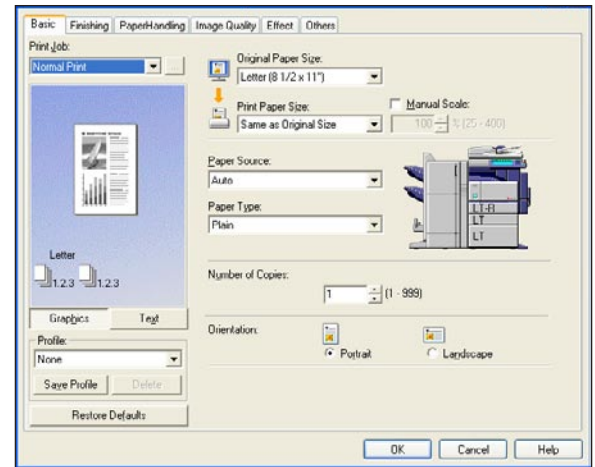 Basic Finishing PaperHandling Image Quality Effect Others
Print Job:
Normal Print
Letter
1.2.3 1.2.3
Graphics Text
Profile:
None
Save Profile Delete
Restore Defaults
Original Paper Size:
Letter (8 1/2 x 11")
Print Paper Size:
Same as Original Size
Manual Scale:
100 % (25 - 400)
Paper Source:
Auto
Paper Type:
Plain
LT-R
LT
LT
Number of Copies:
1 (1 - 999)
Orientation:
Portrait Landscape
OK Cancel Help